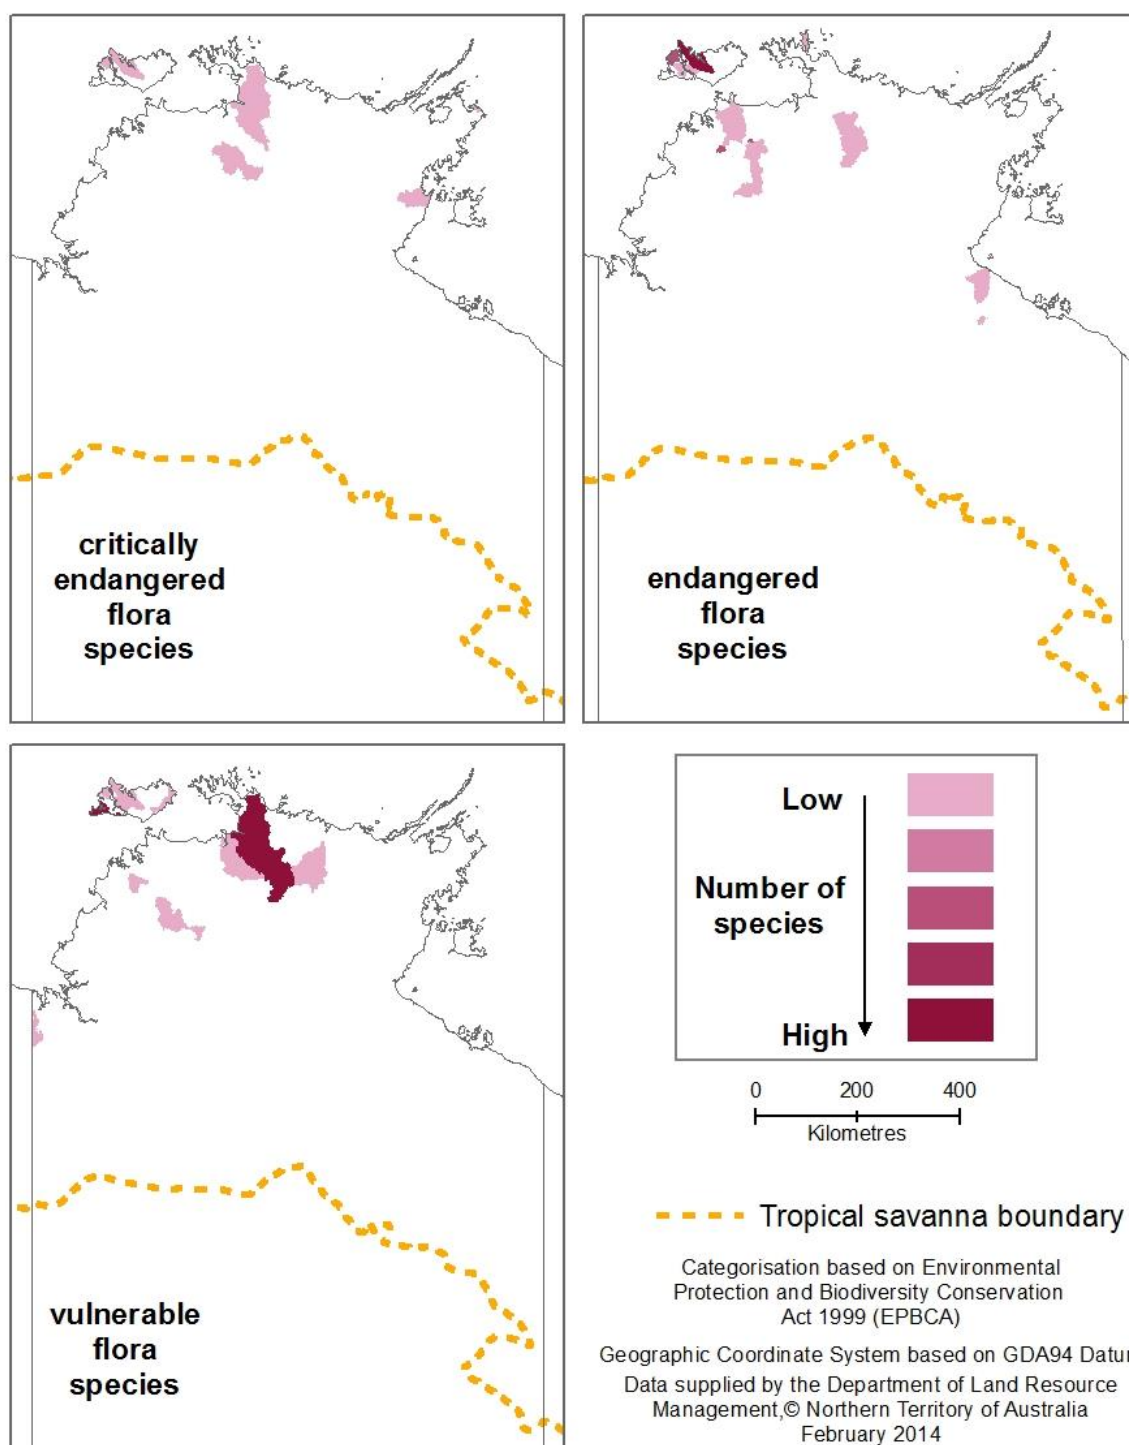 critically
endangered
flora
species
endangered
flora
species
vulnerable
flora
species
Low
Number of
species
High
0 200 400
Kilometres
Tropical savanna boundary
Categorisation based on Environmental
Protection and Biodiversity Conservation
Act 1999 (EPBCA)
Geographic Coordinate System based on GDA94 Datu
Data supplied by the Department of Land Resource
Management,© Northern Territory of Australia
February 2014